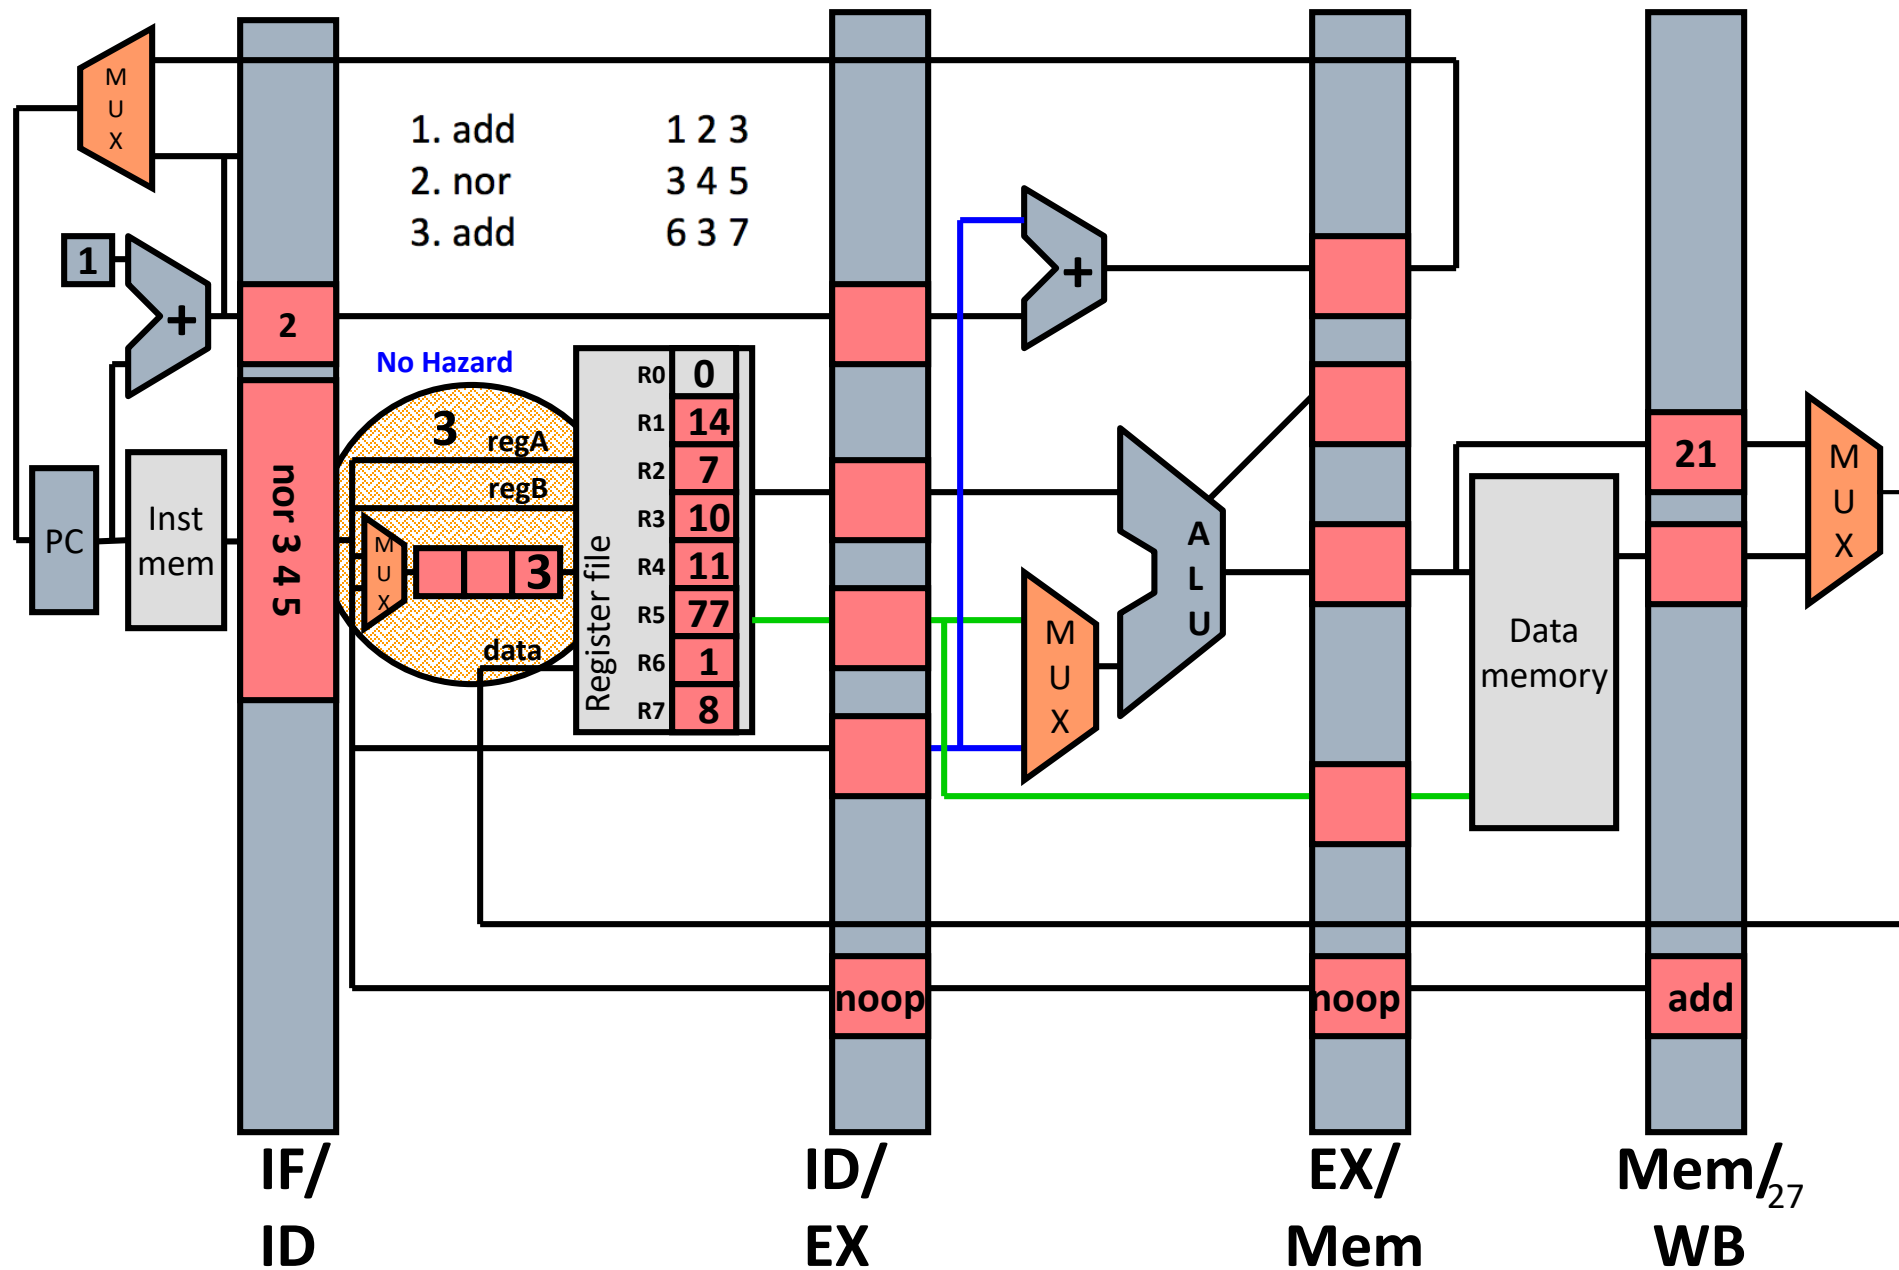 M
U
X
1. add 1 2 3
2. nor 3 4 5
3. add 6 3 7
1
+
+
2
No Hazard
3
regA
regB
R0 0
R1 14
R2 7
R3 10
R4 11
R5 77
R6 1
R7 8
Register file
nor 3 4 5
PC
Inst
mem
M
U
X
3
data
M
U
X
A
L
U
21
Data
memory
M
U
X
noop
noop
add
IF/
ID
ID/
EX
EX/
Mem
Mem/
WB
27